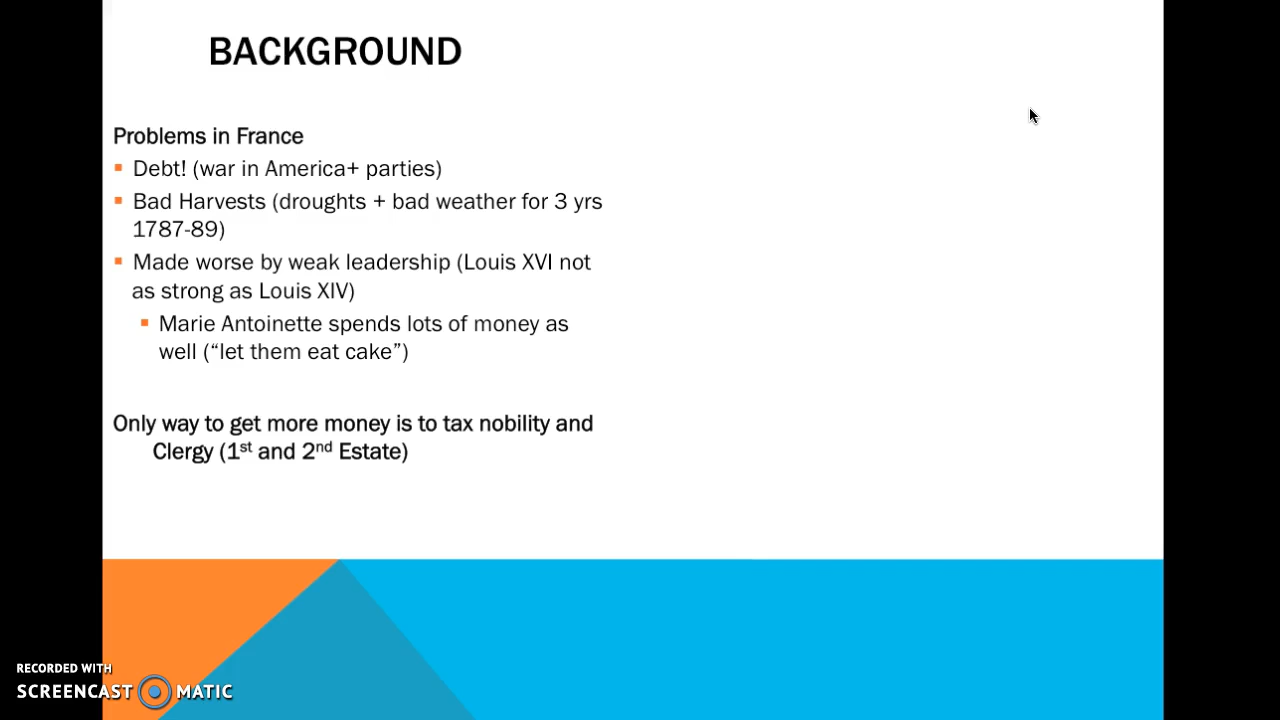 BACKGROUND
Problems in France
▪ Debt! (war in America+ parties)
▪ Bad Harvests (droughts + bad weather for 3 yrs
1787-89)
▪ Made worse by weak leadership (Louis XVI not
as strong as Louis XIV)
▪ Marie Antoinette spends lots of money as
well (“let them eat cake”)
Only way to get more money is to tax nobility and
Clergy (1st and 2nd Estate)
RECORDED WITH
SCREENCAST MATIC